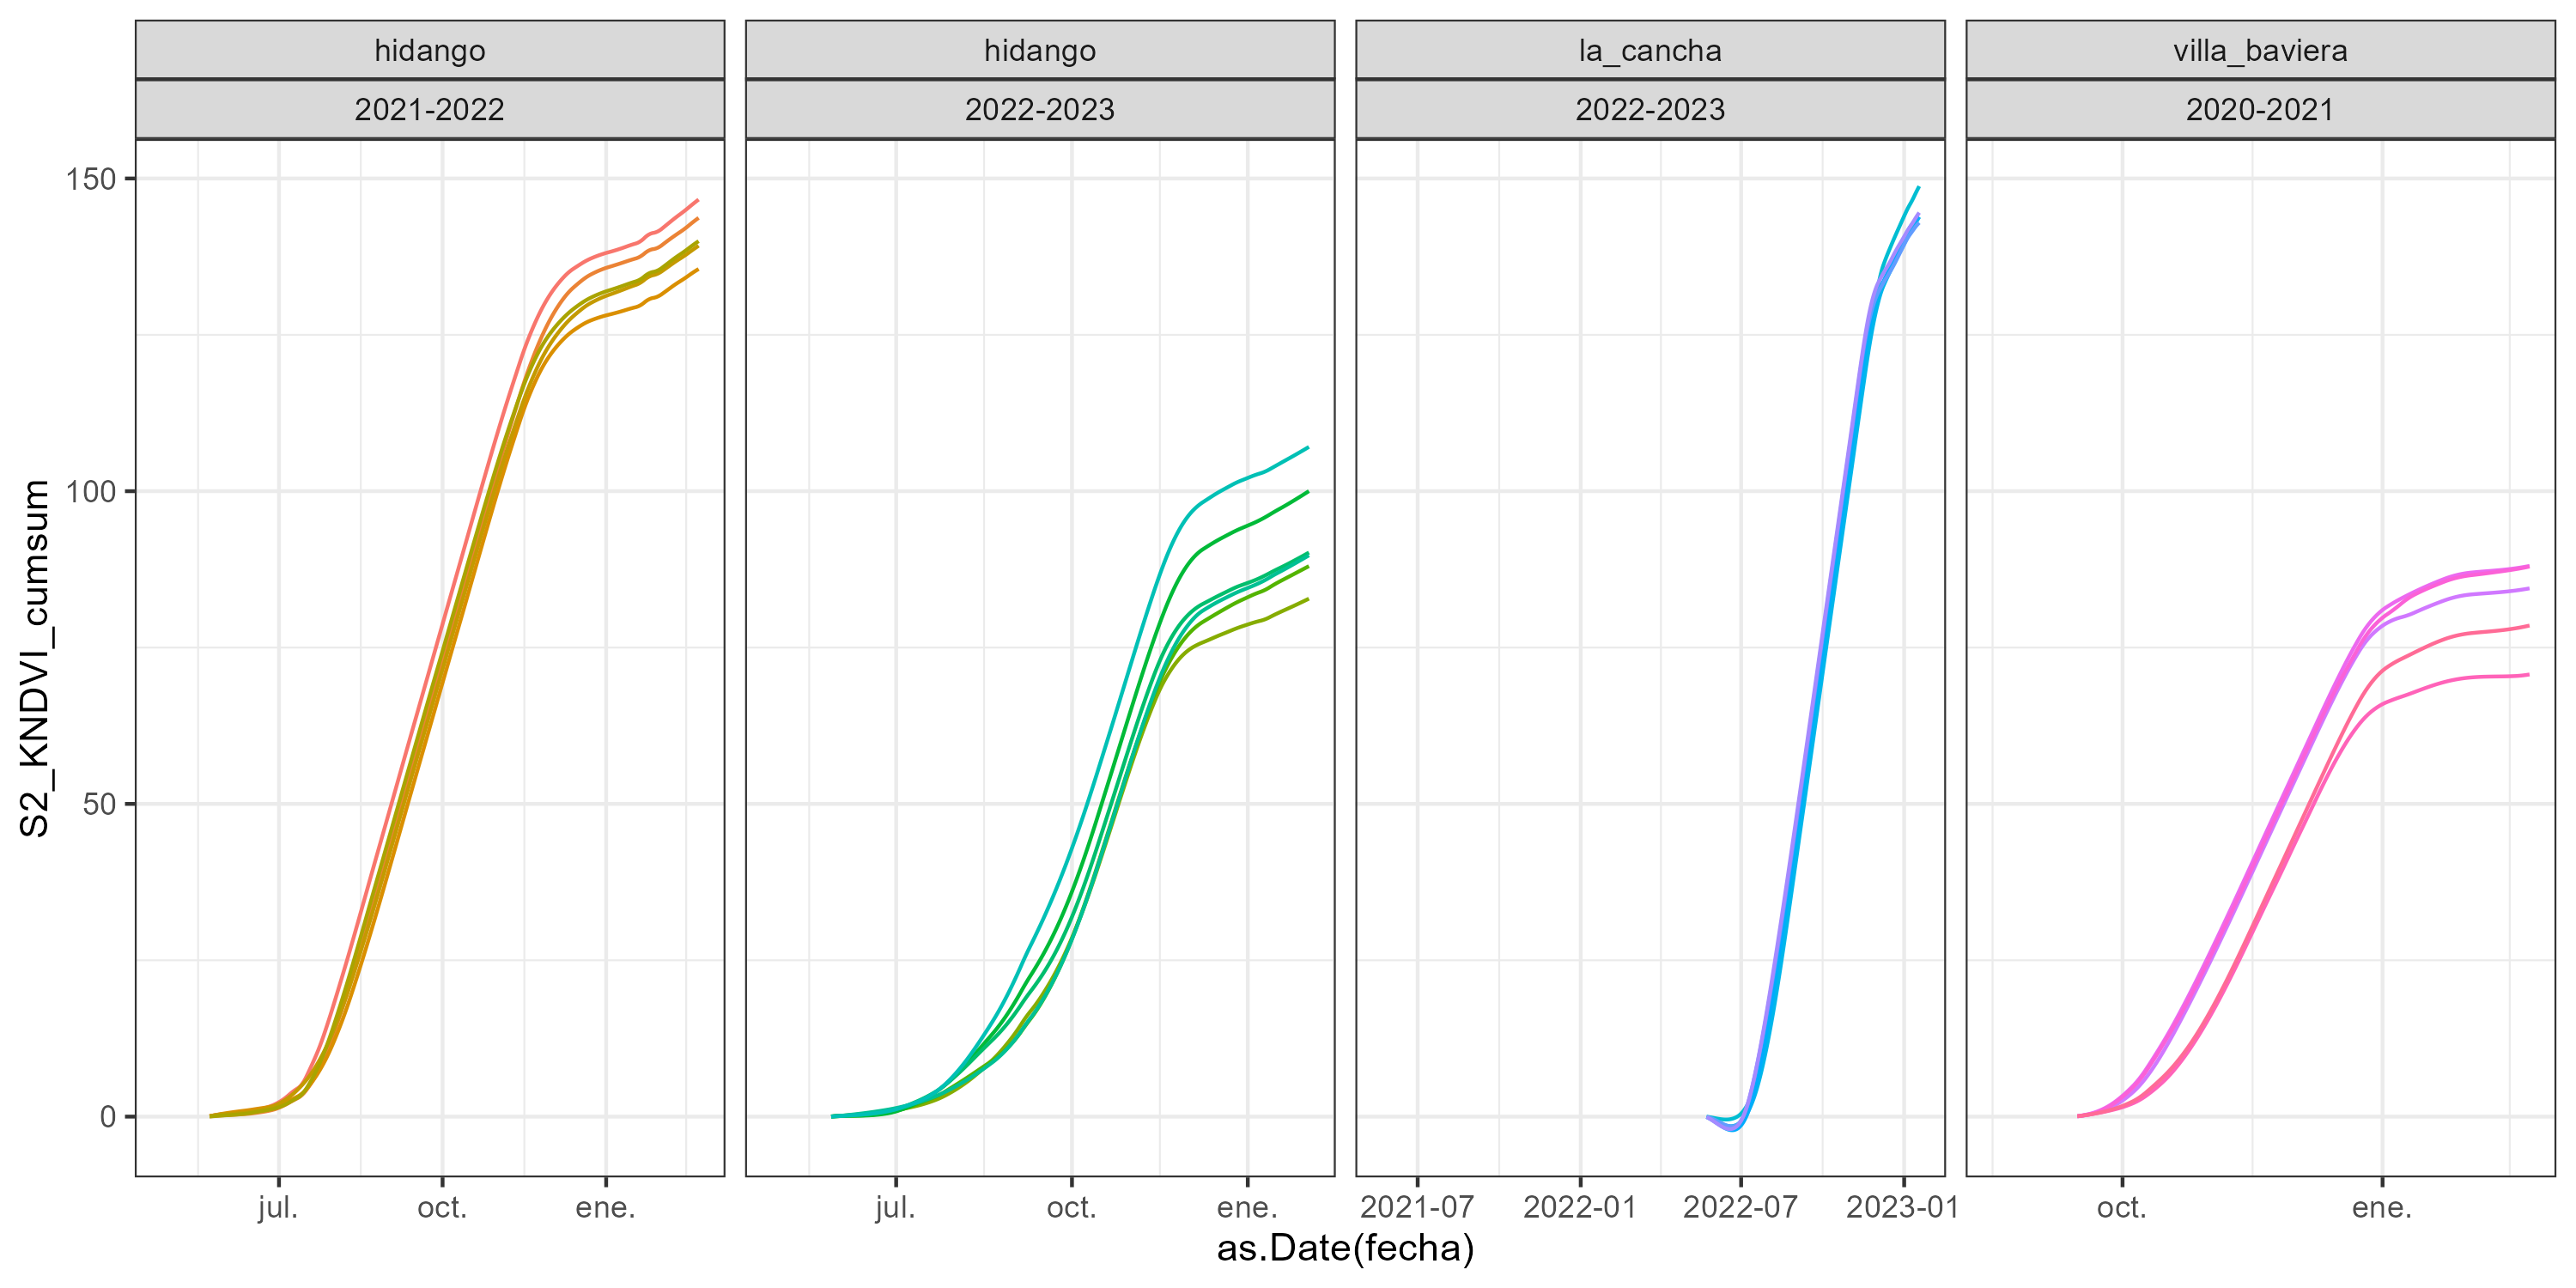 hidango
2021-2022
hidango
2022-2023
la_cancha
2022-2023
villa_baviera
2020-2021
S2_KNDVI_cumsum
150
100
50
0
jul. oct. ene.
jul. oct. ene.
2021-07 2022-01 2022-07 2023-01
oct. ene.
as.Date(fecha)